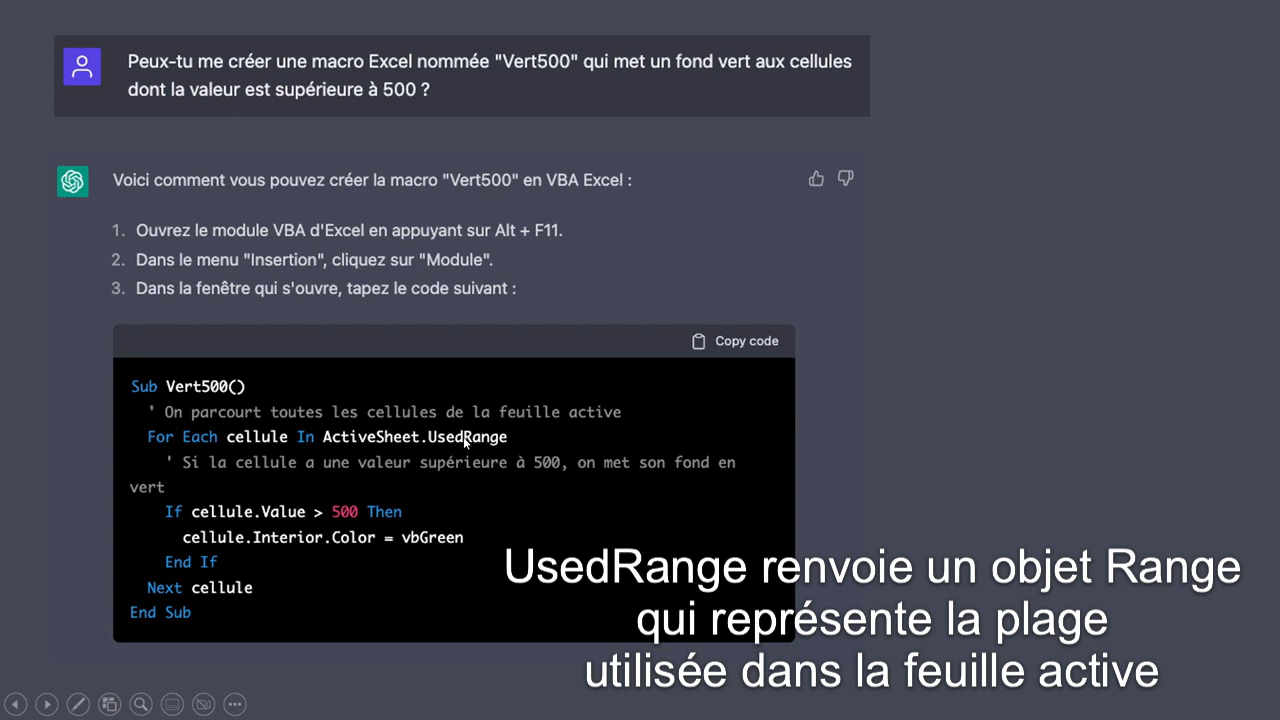 Peux-tu me créer une macro Excel nommée "Vert500" qui met un fond vert aux cellules
dont la valeur est supérieure à 500 ?
Voici comment vous pouvez créer la macro "Vert500" en VBA Excel :
1. Ouvrez le module VBA d'Excel en appuyant sur Alt + F11.
2. Dans le menu "Insertion", cliquez sur "Module".
3. Dans la fenêtre qui s'ouvre, tapez le code suivant :
Copy code
Sub Vert500()
' On parcourt toutes les cellules de la feuille active
For Each cellule In ActiveSheet.UsedRange
' Si la cellule a une valeur supérieure à 500, on met son fond en
vert
If cellule.Value > 500 Then
cellule.Interior.Color = vbGreen
End If
Next cellule
End Sub
UsedRange renvoie un objet Range
qui représente la plage
utilisée dans la feuille active